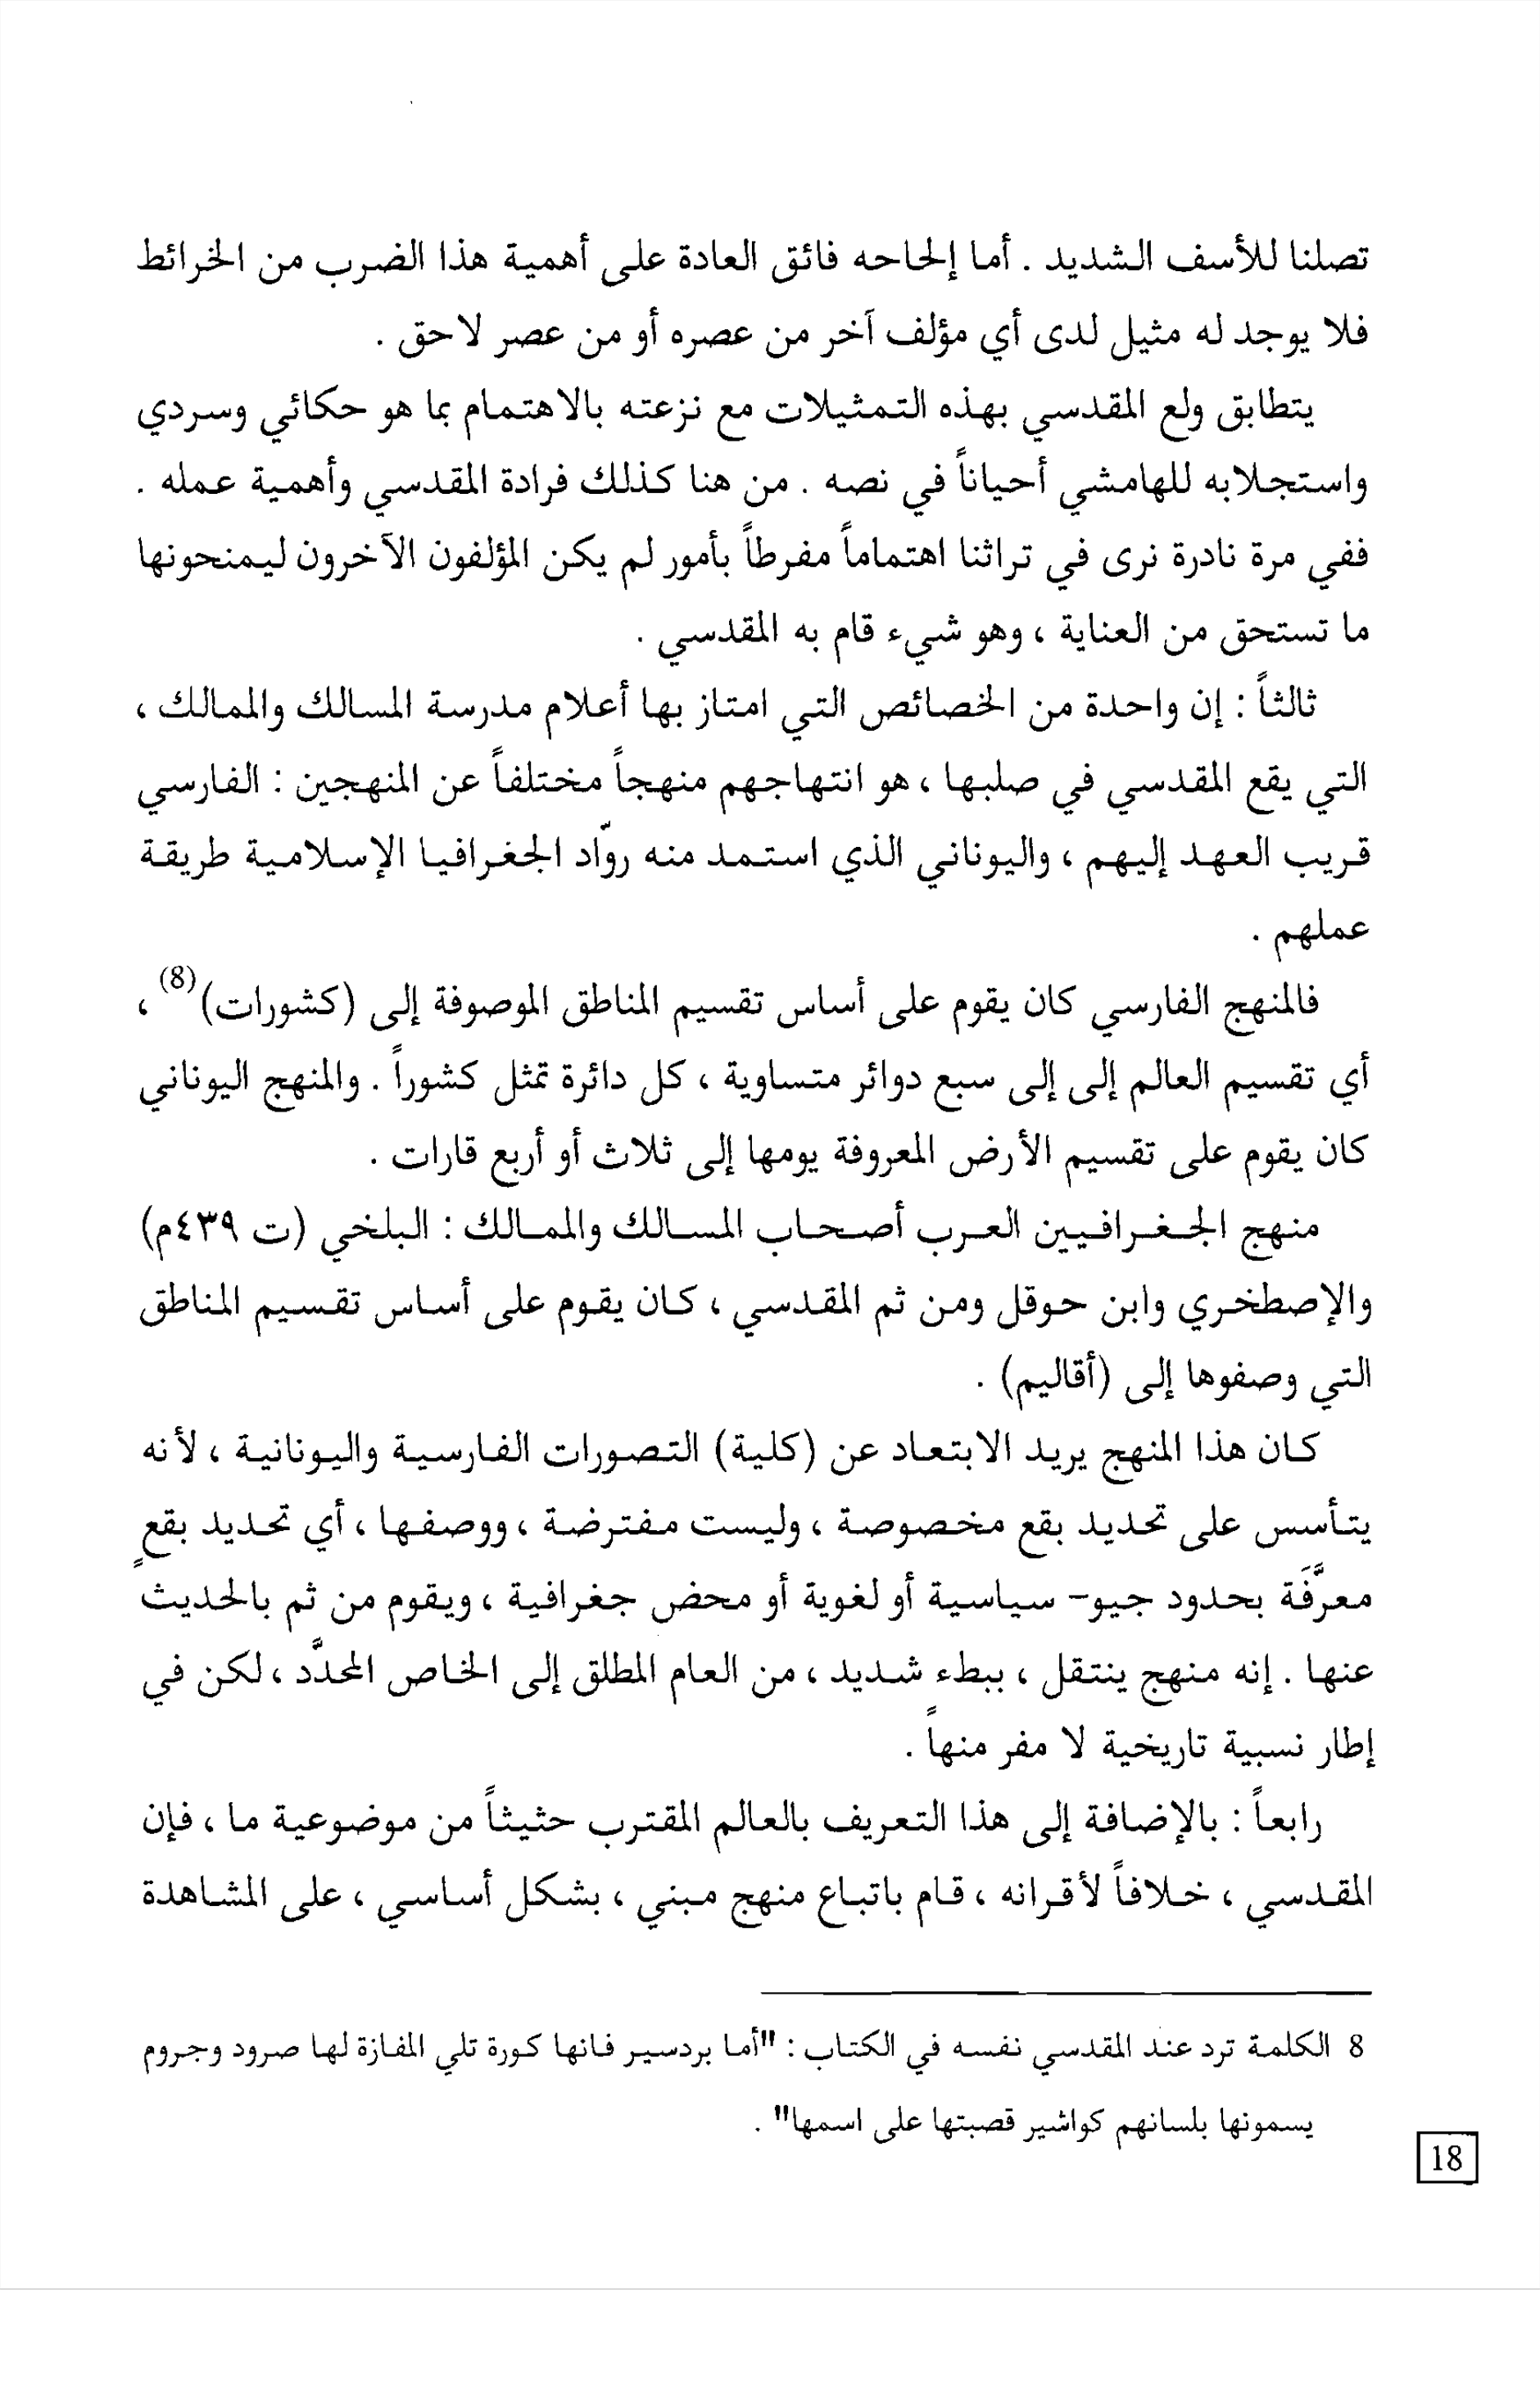 تصلنا للأسف الشديد . أما إلحاحه فائق العادة على أهمية هذا الضرب من الخرائط
فلا يوجد له مثيل لدى أي مؤلف آخر من عصره أو من عصر لاحق .
يتطابق ولع المقدسي بهذه التمثيلات مع نزعته بالاهتمام بما هو حكائي وسردي
واستجلابه للهامشي أحياناً في نصه . من هنا كذلك فرادة المقدسي وأهمية عمله .
ففي مرة نادرة نرى في تراثنا اهتماماً مفرطاً بأمور لم يكن المؤلفون الآخرون ليمنحونها
ما تستحق من العناية ، وهو شيء قام به المقدسي .
ثالثاً : إن واحدة من الخصائص التي امتاز بها أعلام مدرسة المسالك والممالك ،
التي يقع المقدسي في صلبها ، هو انتهاجهم منهجاً مختلفاً عن المنهجين : الفارسي
قريب العهد إليهم ، واليوناني الذي استمد منه روّاد الجغرافيا الإسلامية طريقة
عملهم .
فالمنهج الفارسي كان يقوم على أساس تقسيم المناطق الموصوفة إلى (كشورات)(8) ،
أي تقسيم العالم إلى إلى سبع دوائر متساوية ، كل دائرة تمثل كشوراً . والمنهج اليوناني
كان يقوم على تقسيم الأرض المعروفة يومها إلى ثلاث أو أربع قارات .
منهج الجغرافيين العرب أصحاب المسالك والممالك : البلخي (ت ٤٣٩م)
والإصطخري وابن حوقل ومن ثم المقدسي ، كان يقوم على أساس تقسيم المناطق
التي وصفوها إلى (أقاليم) .
كان هذا المنهج يريد الابتعاد عن (كلية) التصورات الفارسية واليونانية ، لأنه
يتأسس على تحديد بقع مخصوصة ، وليست مفترضة ، ووصفها ، أي تحديد بقعٍ
معرَّفَة بحدود جيو- سياسية أو لغوية أو محض جغرافية ، ويقوم من ثم بالحديث
عنها . إنه منهج ينتقل ، ببطء شديد ، من العام المطلق إلى الخاص المحدَّد ، لكن في
إطار نسبية تاريخية لا مفر منهاً .
رابعاً : بالإضافة إلى هذا التعريف بالعالم المقترب حثيثاً من موضوعية ما ، فإن
المقدسي ، خلافاً لأقرانه ، قام باتباع منهج مبني ، بشكل أساسي ، على المشاهدة
8 الكلمة ترد عند المقدسي نفسه في الكتاب : "أما بردسير فانها كورة تلي المفازة لها صرود وجروم
يسمونها بلسانهم كواشير قصبتها على اسمها" .
18